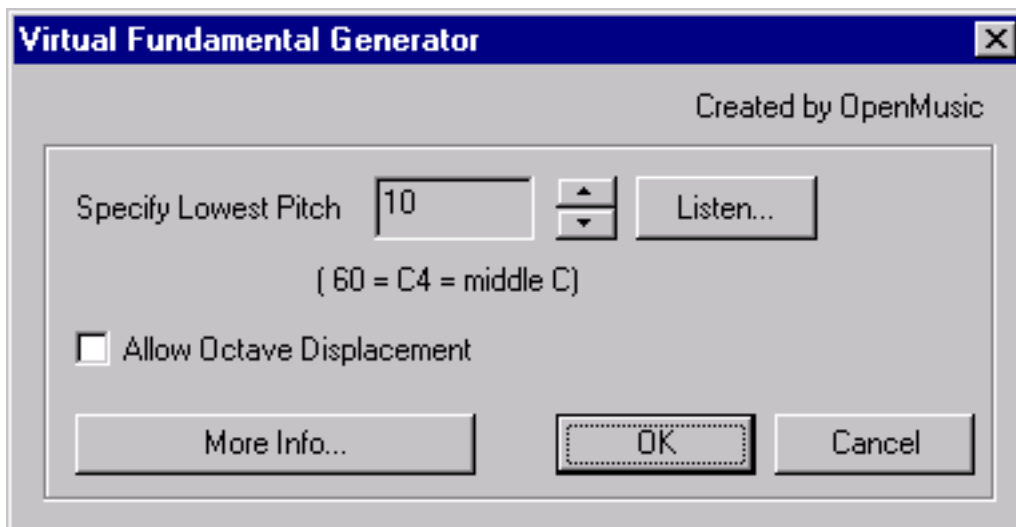 Virtual Fundamental Generator
Created by OpenMusic
Specify Lowest Pitch 10 Listen...
( 60 = C4 = middle C)
Allow Octave Displacement
More Info... OK Cancel